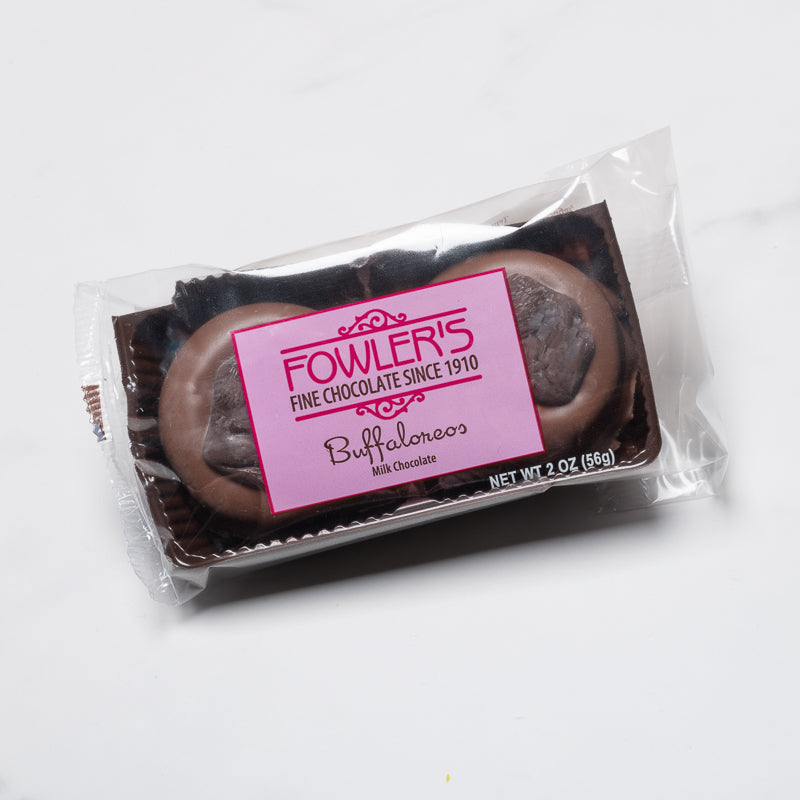 FOWLER'S
FINE CHOCOLATE SINCE 1910
Buffaloreos
Milk Chocolate
NET WT 2 OZ (56g)